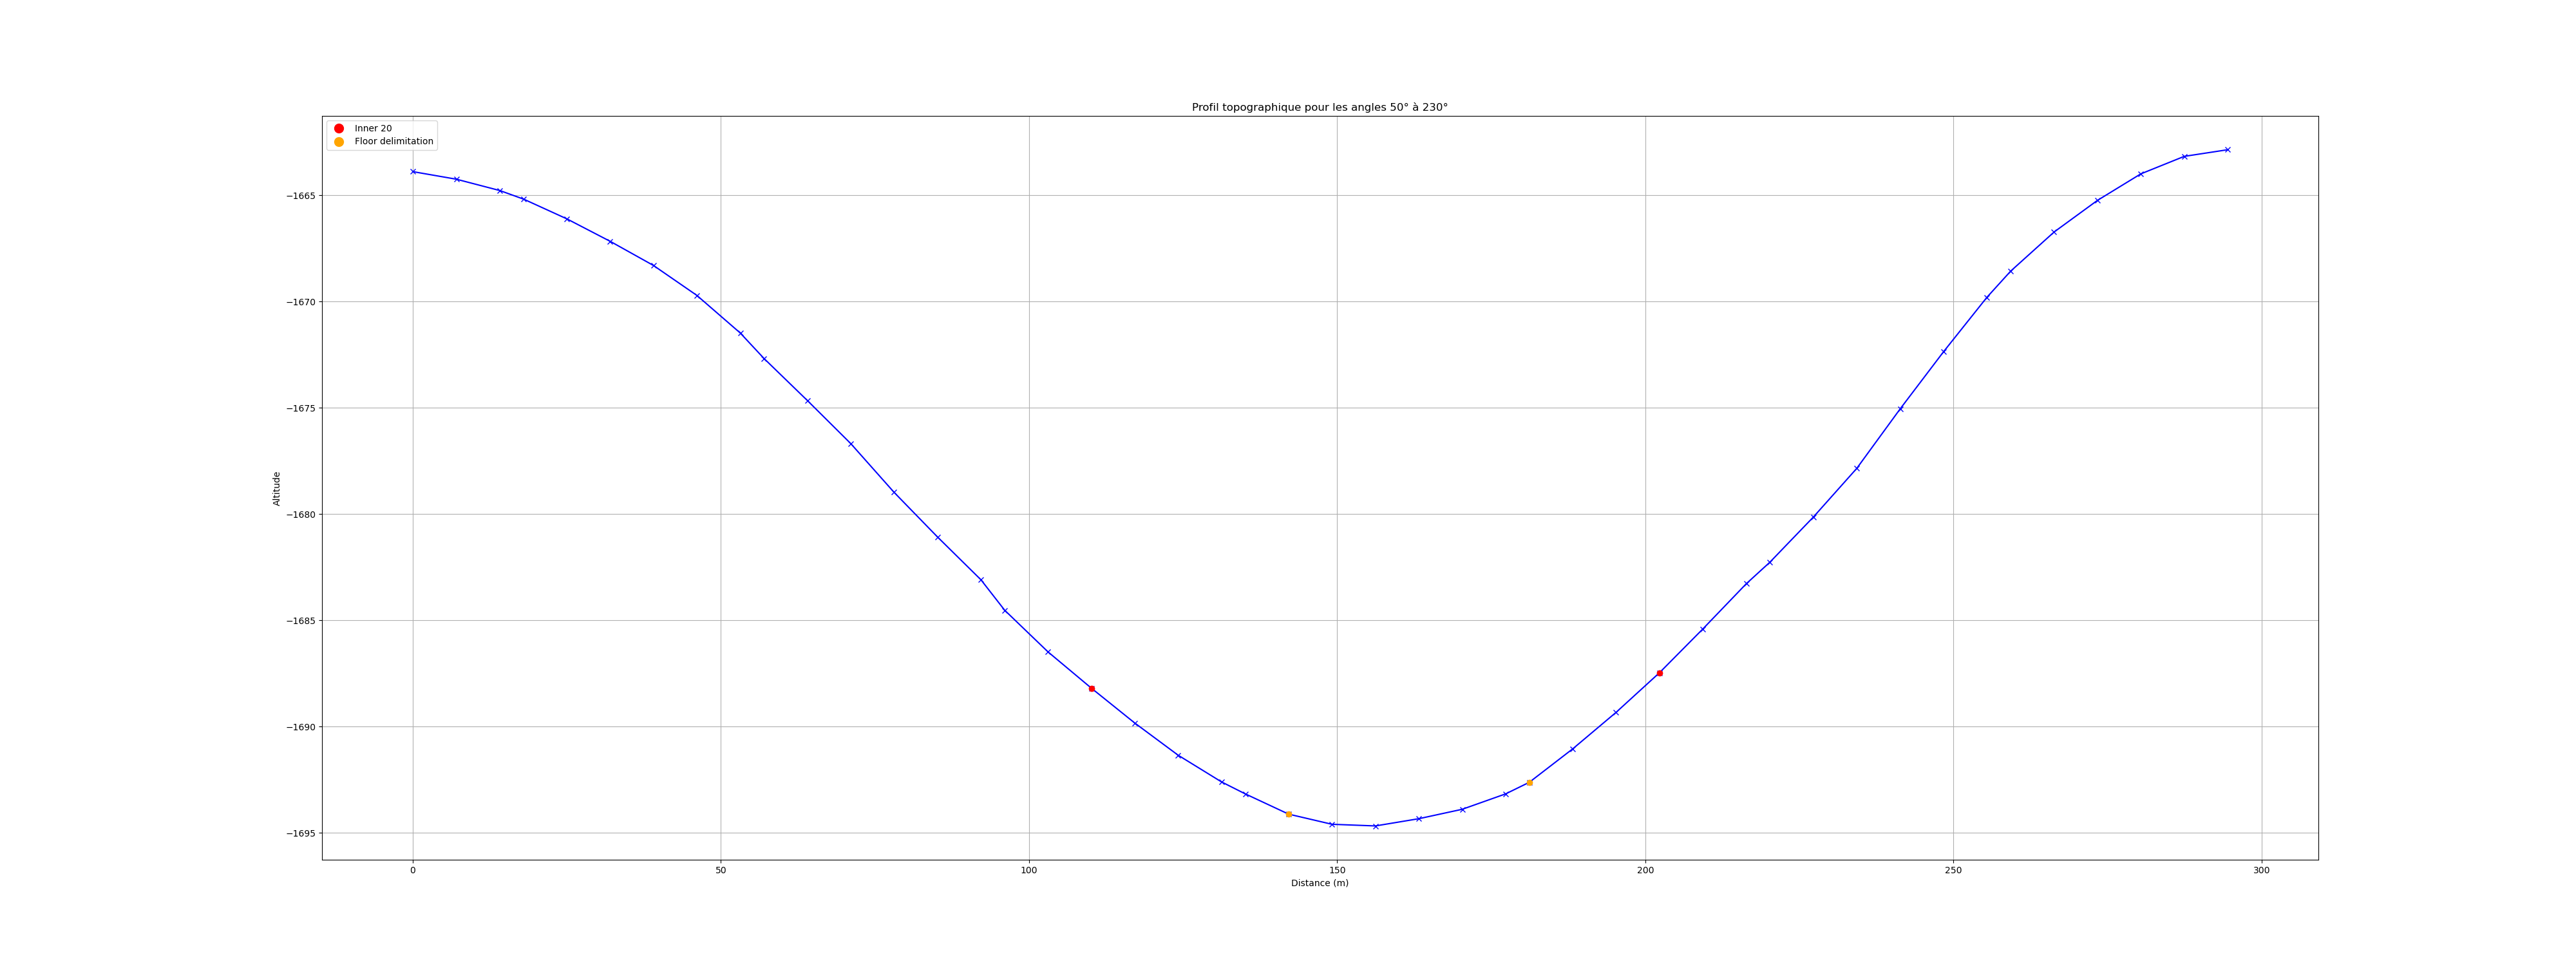 Profil topographique pour les angles 50° à 230°
Inner 20
Floor delimitation
−1665
−1670
−1675
−1680
−1685
−1690
−1695
Altitude
0 50 100 150 200 250 300
Distance (m)